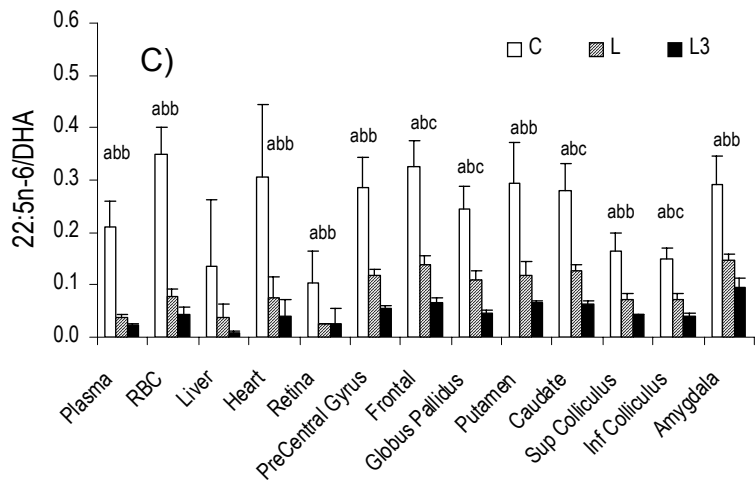 0.6
C)
C L L3
0.5
0.4
0.3
0.2
0.1
0.0
22:5n-6/DHA
abb
abb
abb
abb
abb
abc
abc
abb
abc
abb
abc
abb
Plasma
RBC
Liver
Heart
Retina
PreCentral Gyrus
Frontal
Globus Pallidus
Putamen
Caudate
Sup Colliculus
Inf Colliculus
Amygdala